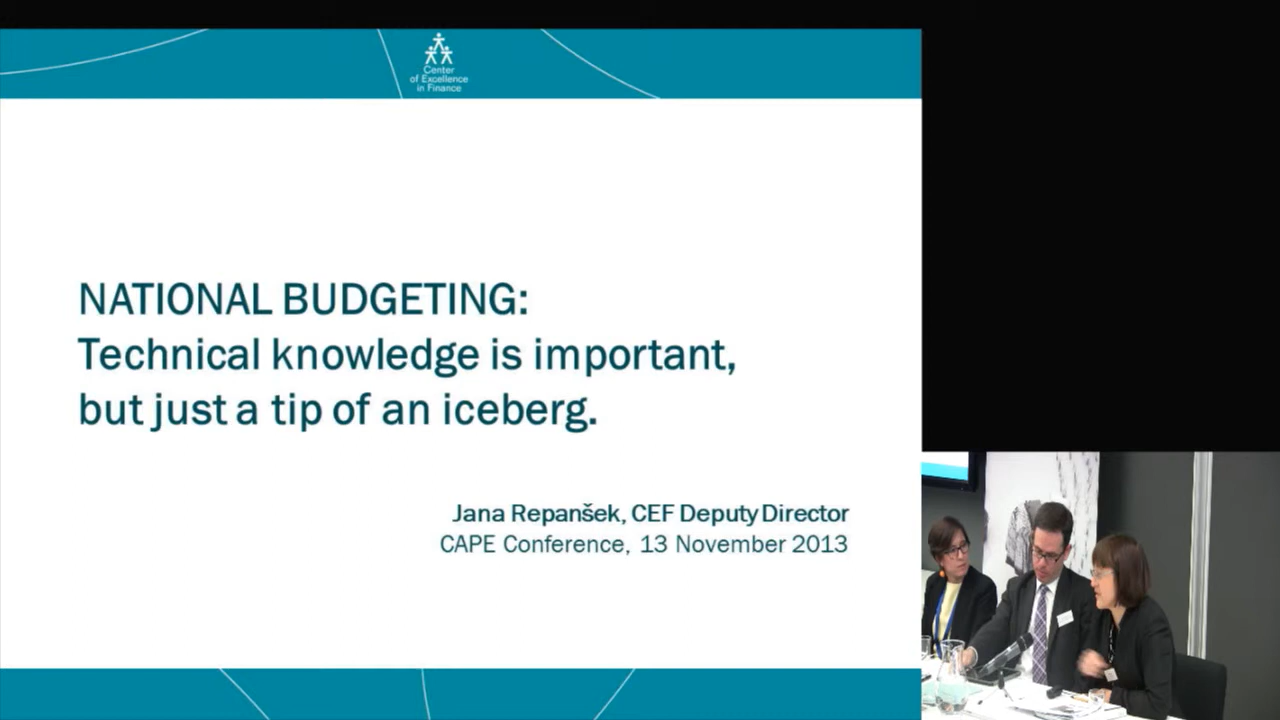 Center
of Excellence
in Finance
NATIONAL BUDGETING:
Technical knowledge is important,
but just a tip of an iceberg.
Jana Repanšek, CEF Deputy Director
CAPE Conference, 13 November 2013